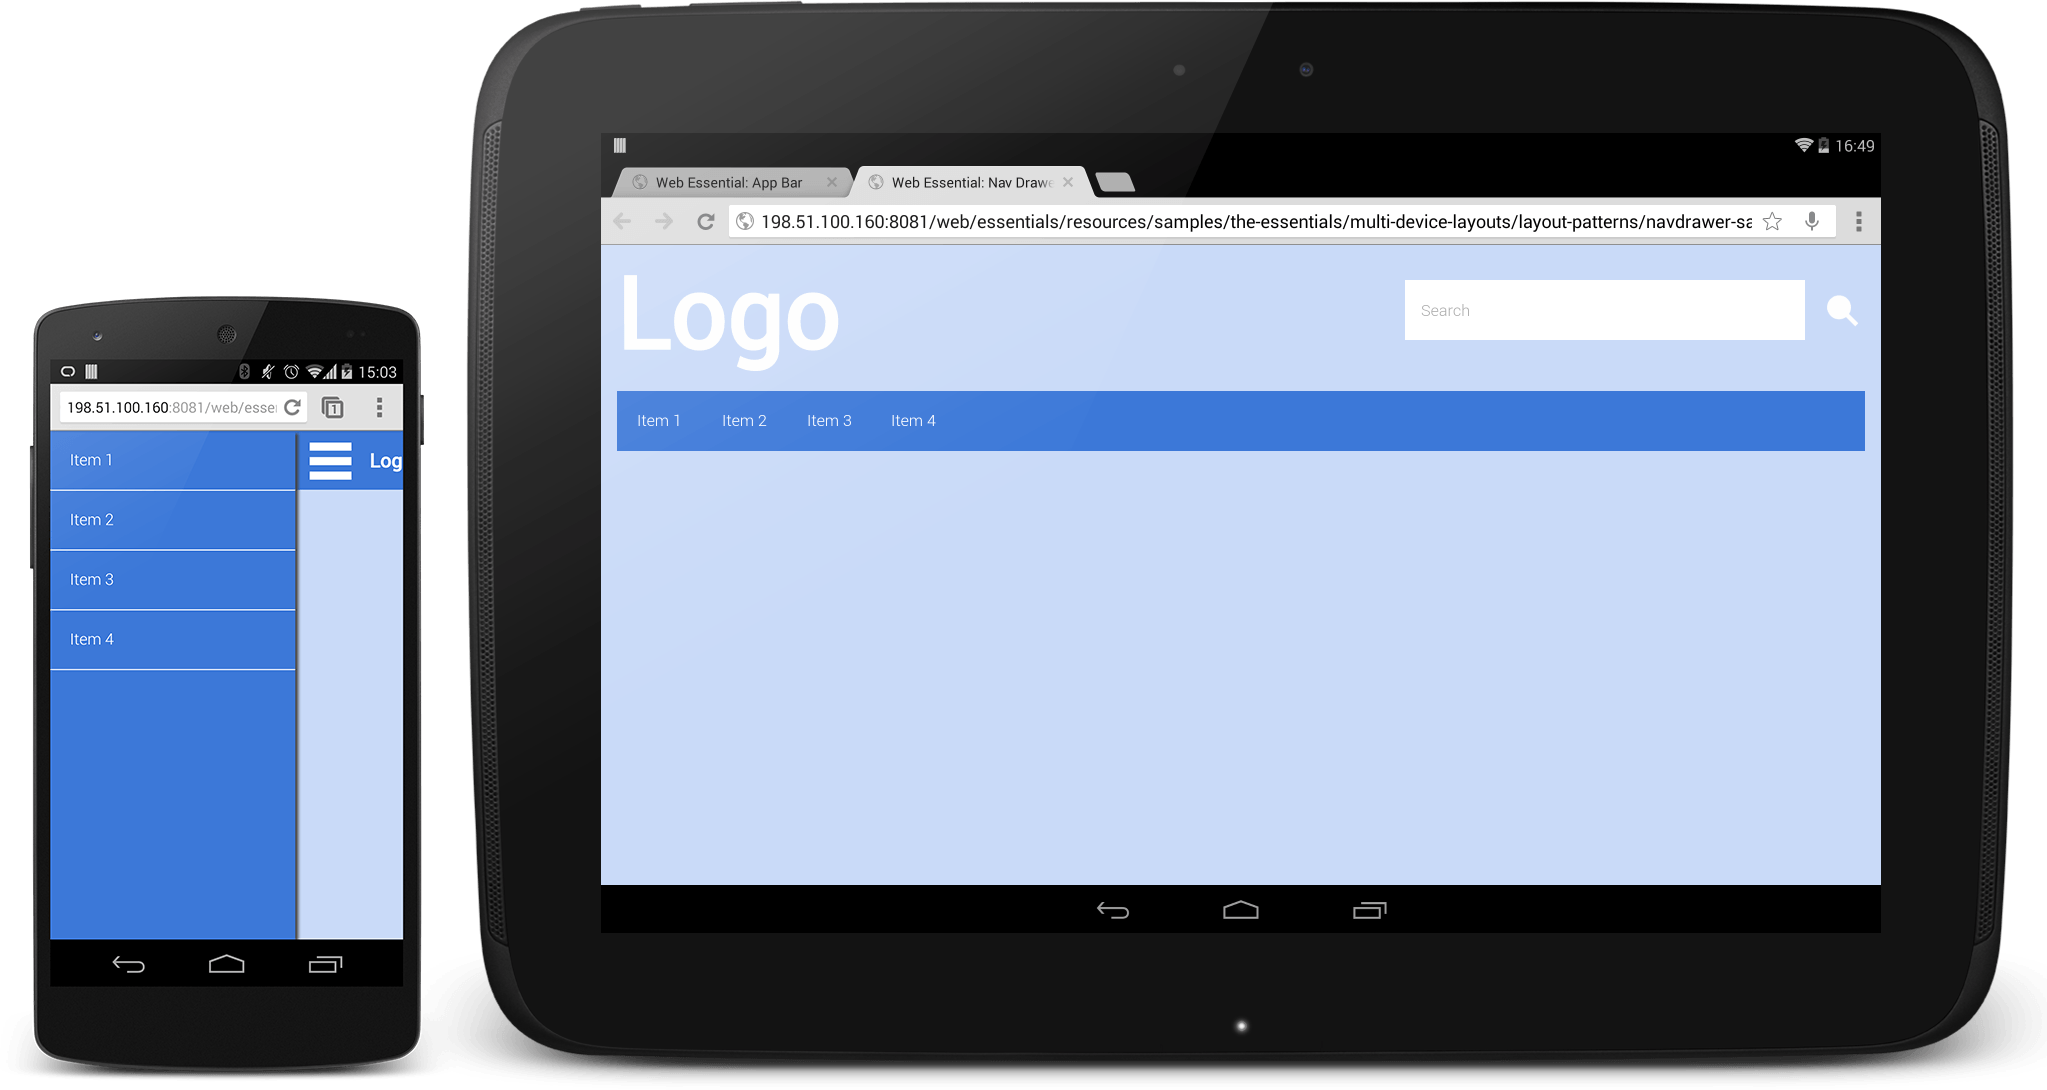 15:03
198.51.100.160:8081/web/esse
1
Item 1
Log
Item 2
Item 3
Item 4
16:49
Web Essential: App Bar
Web Essential: Nav Drawe
198.51.100.160:8081/web/essentials/resources/samples/the-essentials/multi-device-layouts/layout-patterns/navdrawer-sa
Logo
Search
Item 1 Item 2 Item 3 Item 4